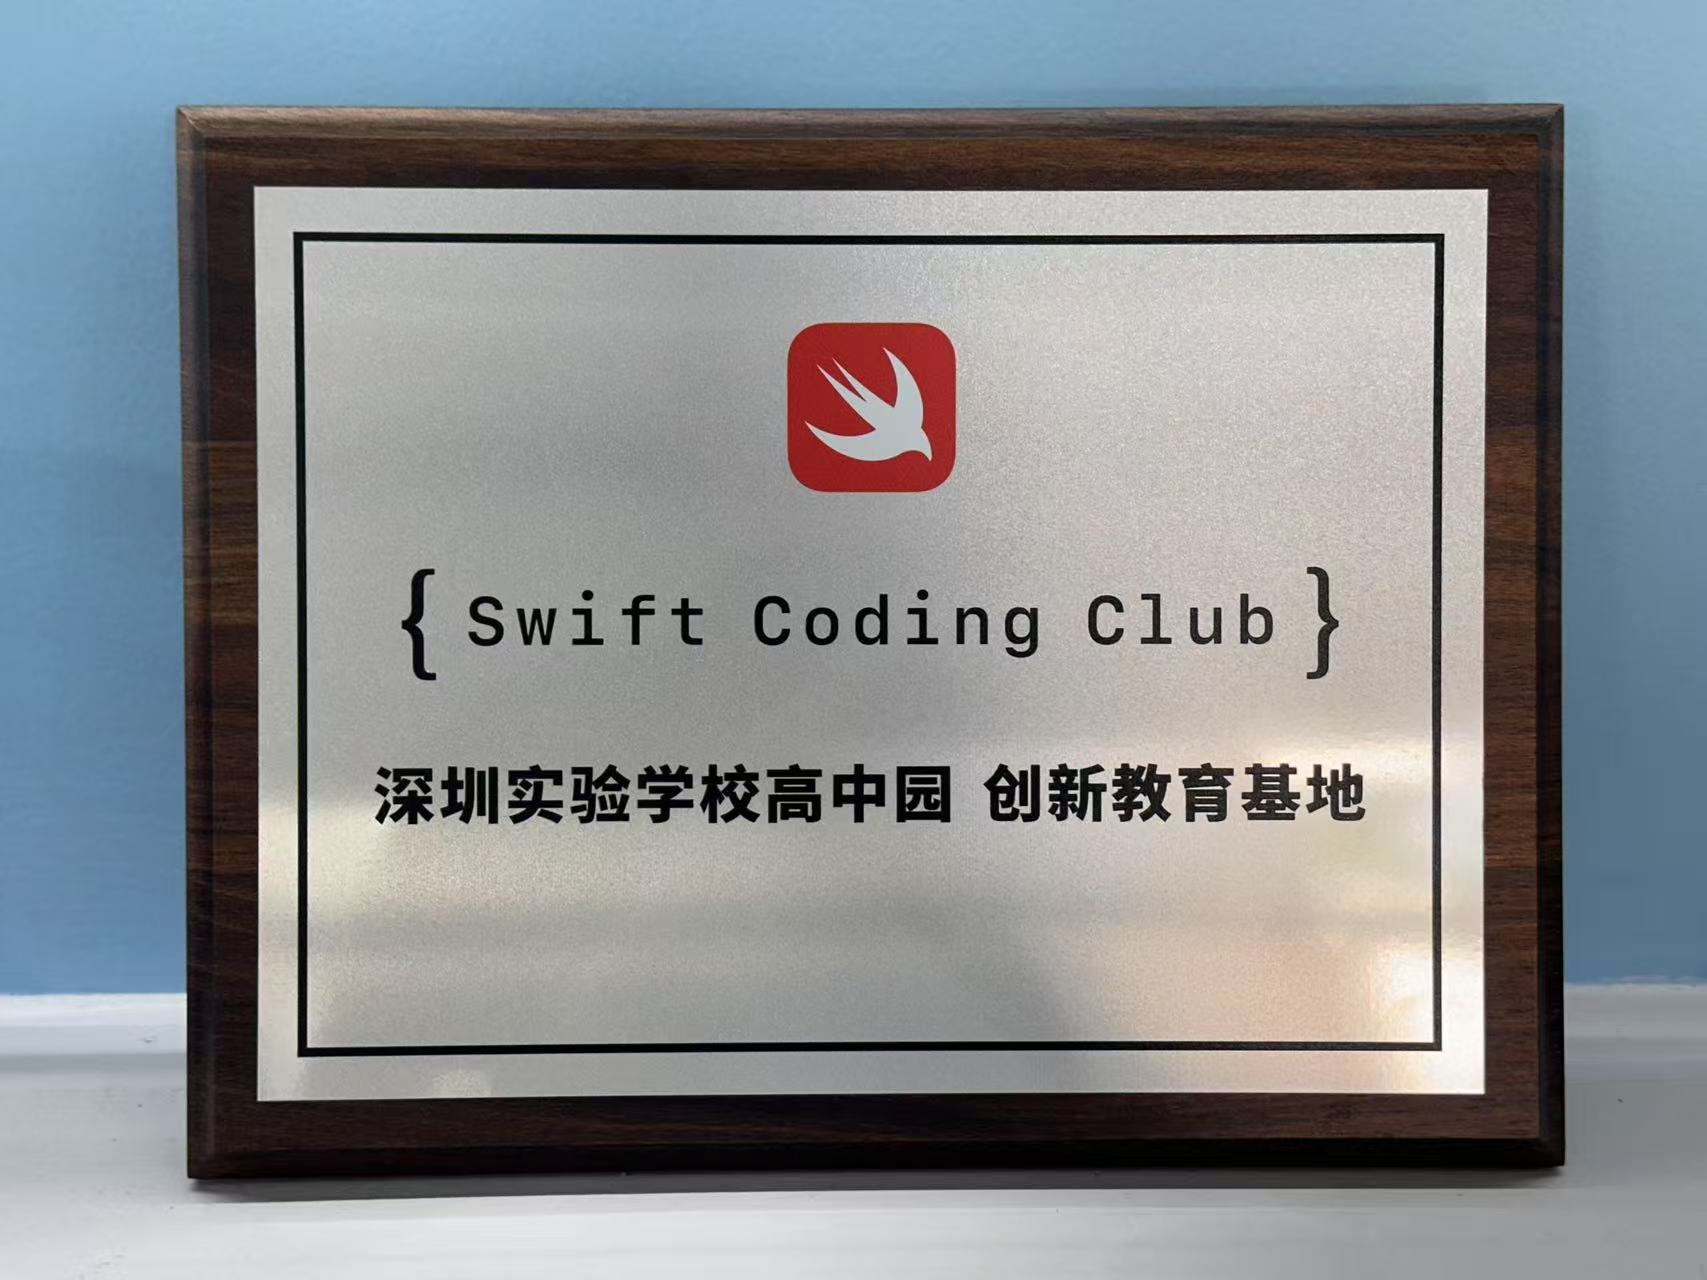 { Swift Coding Club }
深圳实验学校高中园 创新教育基地